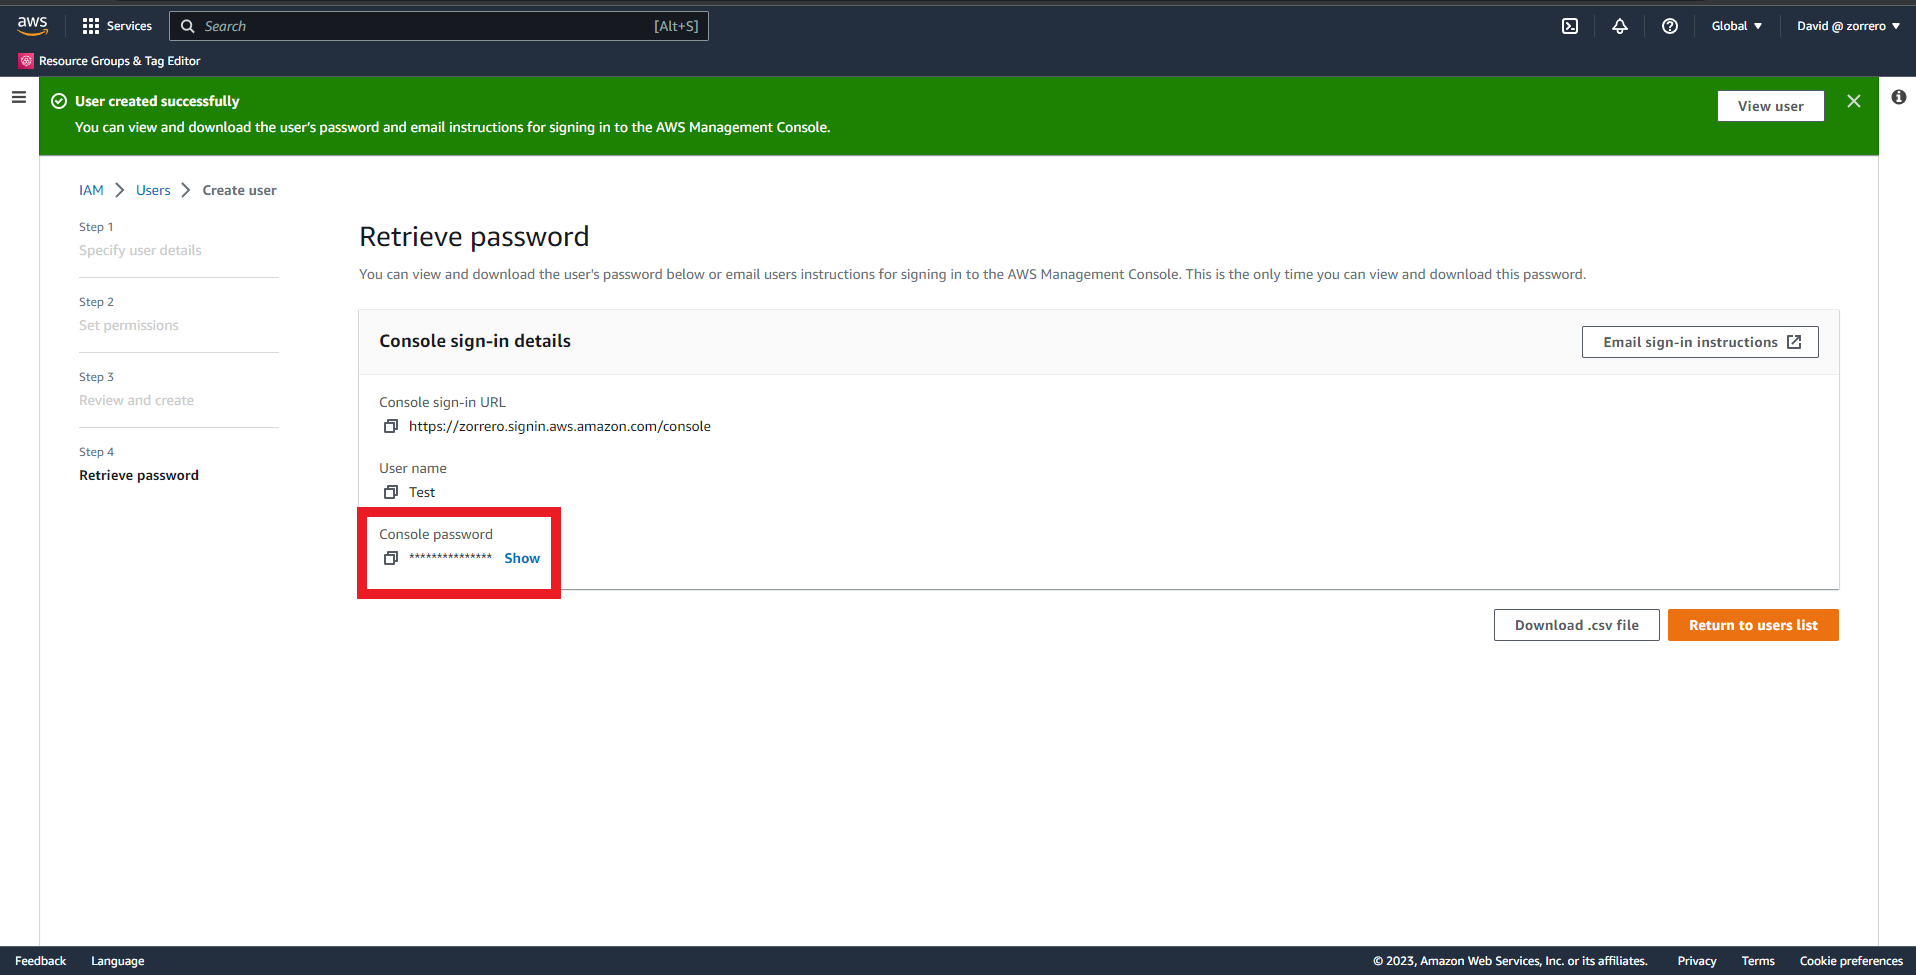 aws
Services
Search
[Alt+S]
Global
David @ zorrero
Resource Groups & Tag Editor
User created successfully
You can view and download the user's password and email instructions for signing in to the AWS Management Console.
View user
IAM
Users
Create user
Step 1
Specify user details
Step 2
Set permissions
Step 3
Review and create
Step 4
Retrieve password
Retrieve password
You can view and download the user's password below or email users instructions for signing in to the AWS Management Console. This is the only time you can view and download this password.
Console sign-in details
Email sign-in instructions
Console sign-in URL
https://zorrero.signin.aws.amazon.com/console
User name
Test
Console password
*************** Show
Download .csv file
Return to users list
Feedback
Language
© 2023, Amazon Web Services, Inc. or its affiliates.
Privacy
Terms
Cookie preferences